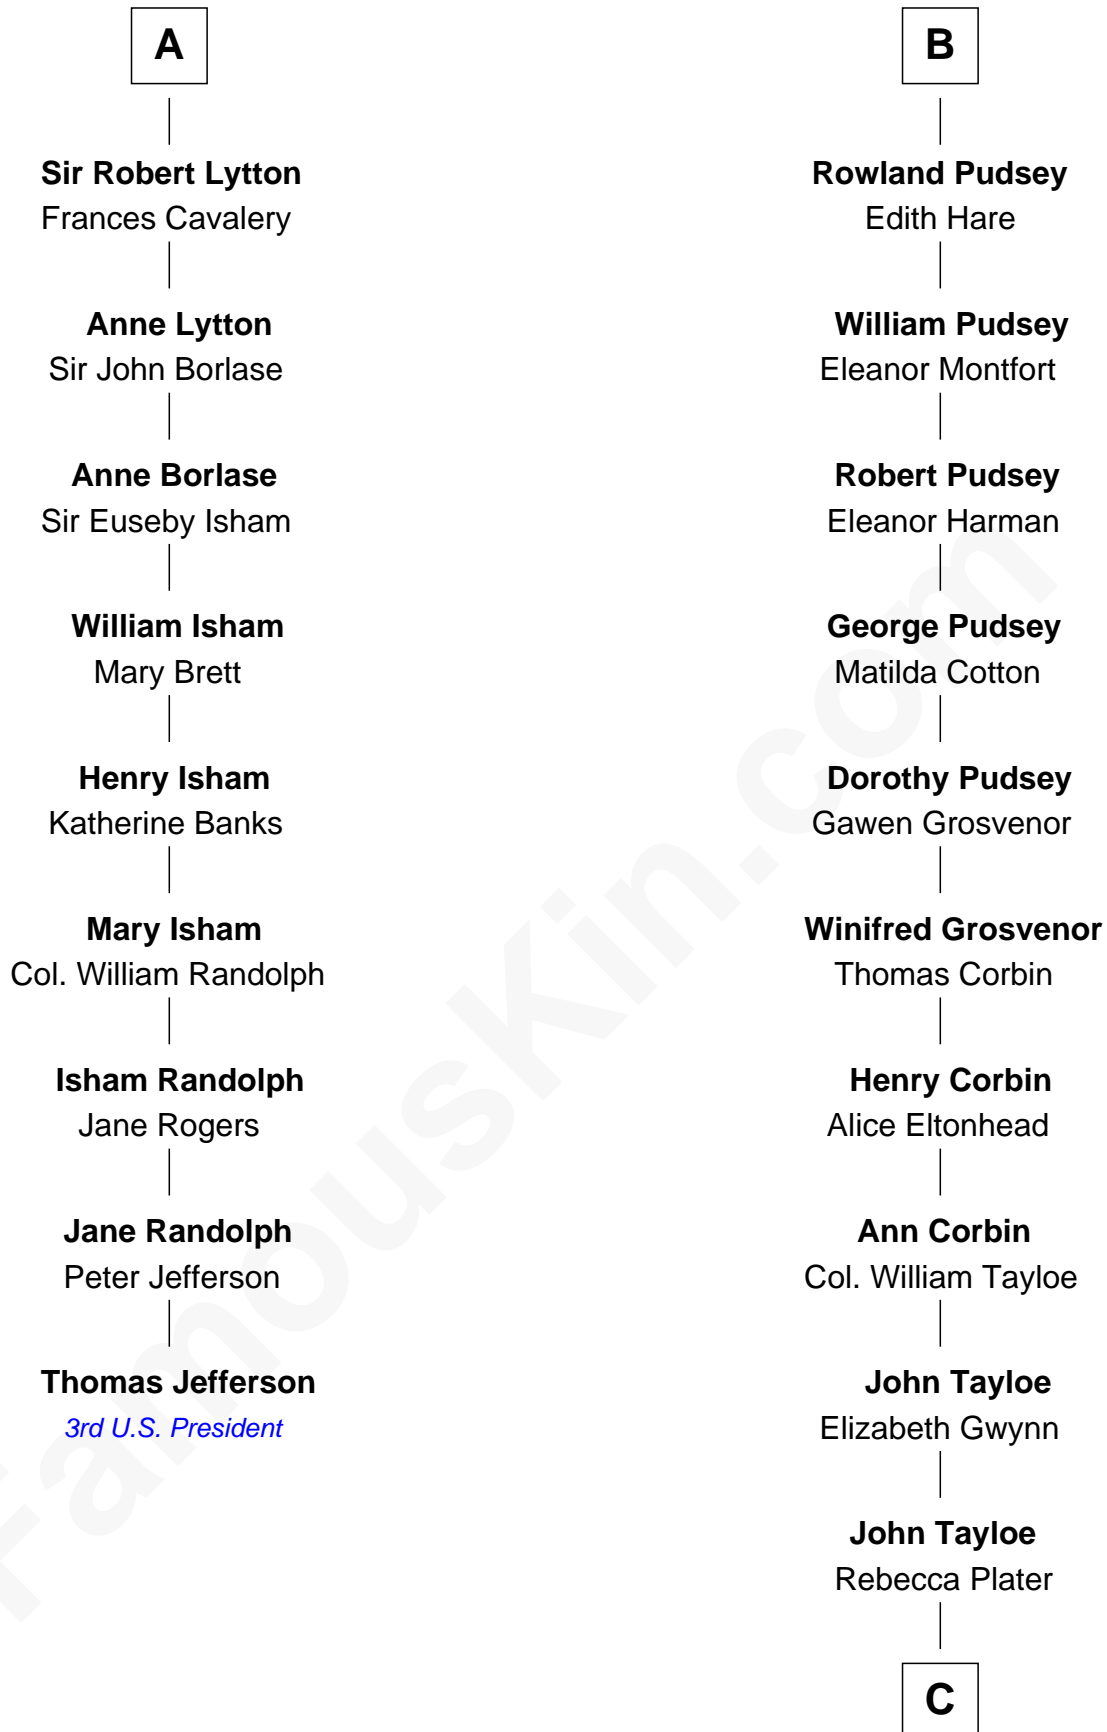 A
Sir Robert Lytton
Frances Cavalery
Anne Lytton
Sir John Borlase
Anne Borlase
Sir Euseby Isham
William Isham
Mary Brett
Henry Isham
Katherine Banks
Mary Isham
Col. William Randolph
Isham Randolph
Jane Rogers
Jane Randolph
Peter Jefferson
Thomas Jefferson
3rd U.S. President
B
Rowland Pudsey
Edith Hare
William Pudsey
Eleanor Montfort
Robert Pudsey
Eleanor Harman
George Pudsey
Matilda Cotton
Dorothy Pudsey
Gawen Grosvenor
Winifred Grosvenor
Thomas Corbin
Henry Corbin
Alice Eltonhead
Ann Corbin
Col. William Tayloe
John Tayloe
Elizabeth Gwynn
John Tayloe
Rebecca Plater
C
FamousKin.com